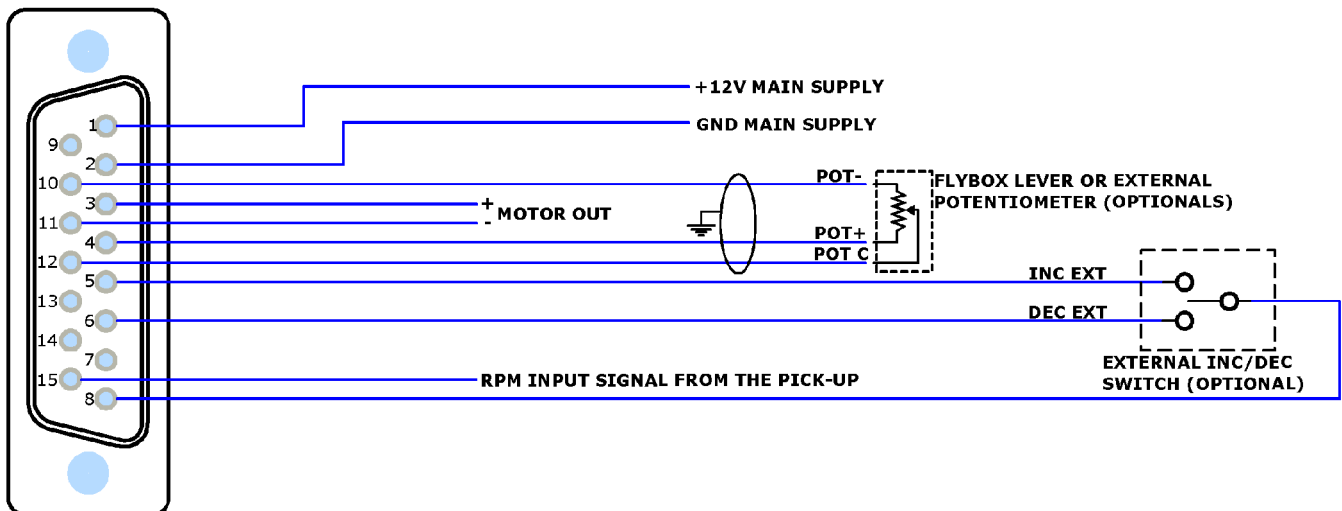 +12V MAIN SUPPLY
1
GND MAIN SUPPLY
9
2
10
POT-
FLYBOX LEVER OR EXTERNAL
POTENTIOMETER (OPTIONALS)
3
+
MOTOR OUT
-
11
4
POT+
12
POT C
5
INC EXT
13
6
DEC EXT
14
7
EXTERNAL INC/DEC
SWITCH (OPTIONAL)
15
RPM INPUT SIGNAL FROM THE PICK-UP
8